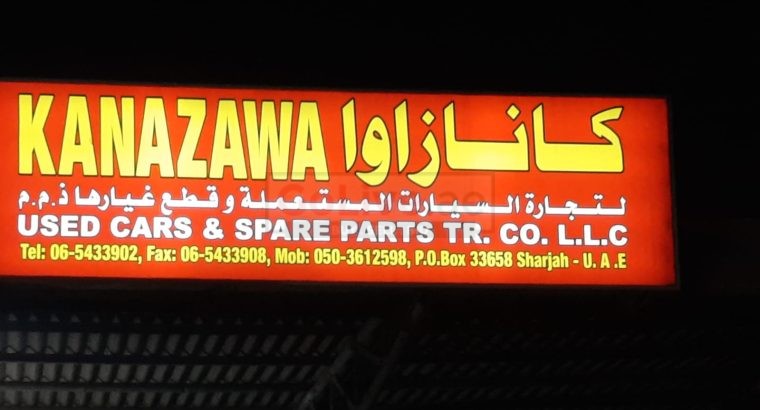 KANAZAWA كانازاوا
لتجارة السيارات المستعملة وقطع غيارها ذ.م.م
USED CARS & SPARE PARTS TR. CO. L.L.C
Tel: 06-5433902, Fax: 06-5433908, Mob: 050-3612598, P.O.Box 33658 Sharjah - U. A .E